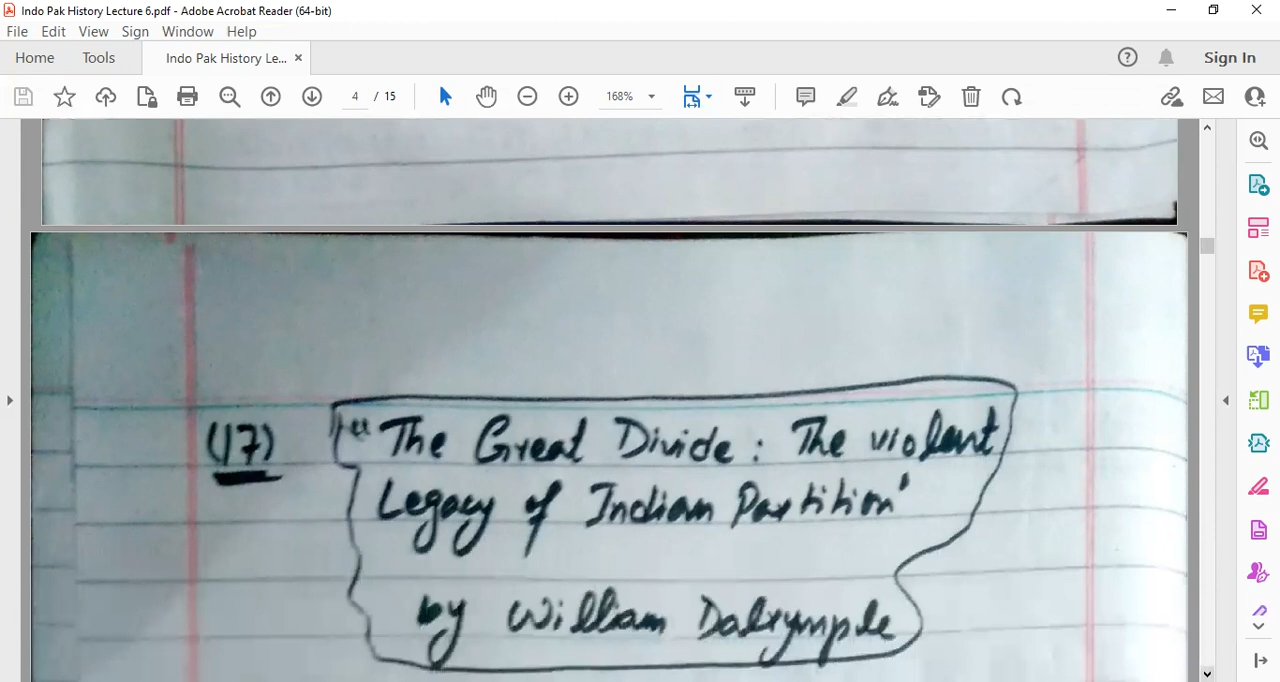 Indo Pak History Lecture 6.pdf - Adobe Acrobat Reader (64-bit)
File Edit View Sign Window Help
Home Tools Indo Pak History Le... × Sign In
4 / 15 168%
(17) "The Great Divide : The violent
Legacy of Indian Partition'
by William Dalrymple